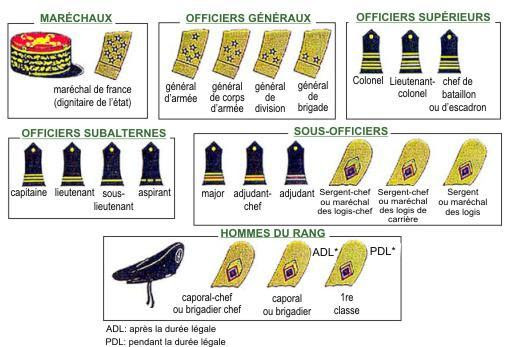 MARÉCHAUX
maréchal de france
(dignitaire de l'état)
OFFICIERS GÉNÉRAUX
général
d'armée
général
de corps
d'armée
général
de
division
général
de
brigade
OFFICIERS SUPÉRIEURS
Colonel
Lieutenant-
colonel
chef de
bataillon
ou d'escadron
OFFICIERS SUBALTERNES
capitaine
lieutenant
sous-
lieutenant
aspirant
SOUS-OFFICIERS
major
adjudant-
chef
adjudant
Sergent-chef
ou maréchal
des logis-chef
Sergent-chef
ou maréchal
des logis de
carrière
Sergent
ou maréchal
des logis
HOMMES DU RANG
caporal-chef
ou brigadier chef
caporal
ou brigadier
ADL*
1re
classe
PDL*
ADL: après la durée légale
PDL: pendant la durée légale